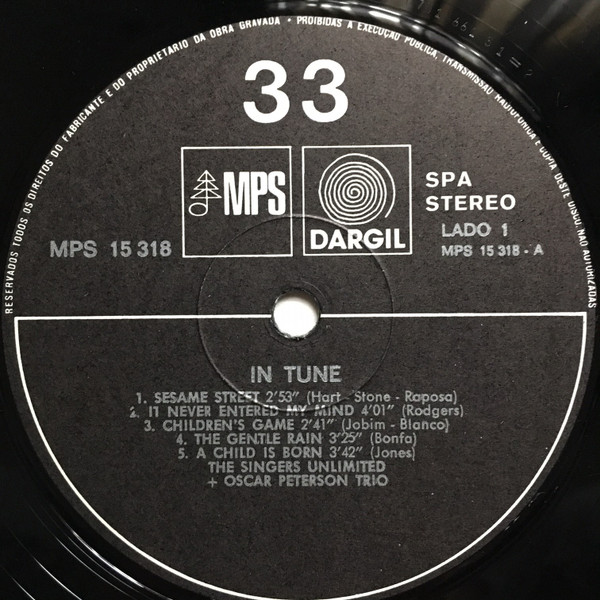 RESERVADOS TODOS OS DIREITOS DO FABRICANTE E DO PROPRIETARIO DA OBRA GRAVADA • PROIBIDAS A EXECUÇÃO PUBLICA, TRANSMISSÃO RADIOFONICA E COPIA DESTE DISCO, NÃO AUTORIZADAS
33
MPS
DARGIL
SPA
STEREO
MPS 15 318
LADO 1
MPS 15 318 - A
IN TUNE
1. SESAME STREET 2'53" (Hart - Stone - Raposa)
2. IT NEVER ENTERED MY MIND 4'01" (Rodgers)
3. CHILDREN'S GAME 2'41" (Jobim - Blanco)
4. THE GENTLE RAIN 3'25" (Bonfa)
5. A CHILD IS BORN 3'42" (Jones)
THE SINGERS UNLIMITED
+ OSCAR PETERSON TRIO